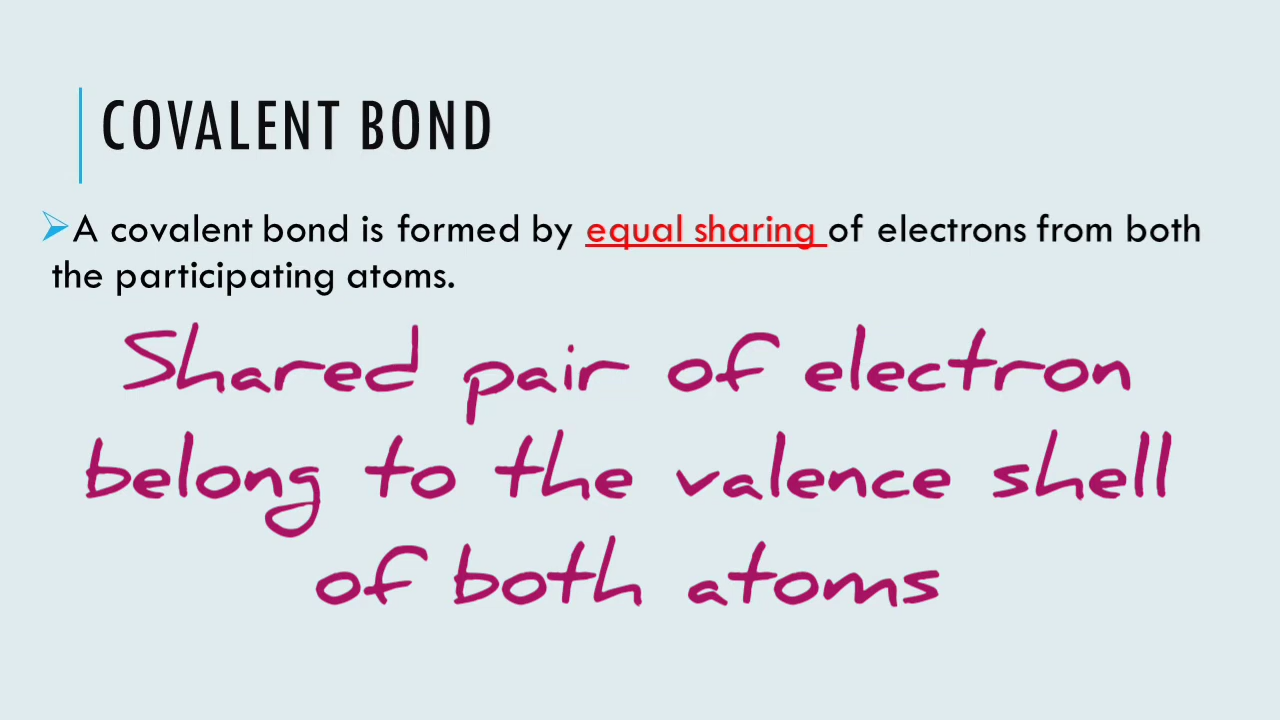 COVALENT BOND
➢A covalent bond is formed by equal sharing of electrons from both
the participating atoms.
Shared pair of electron
belong to the valence shell
of both atoms